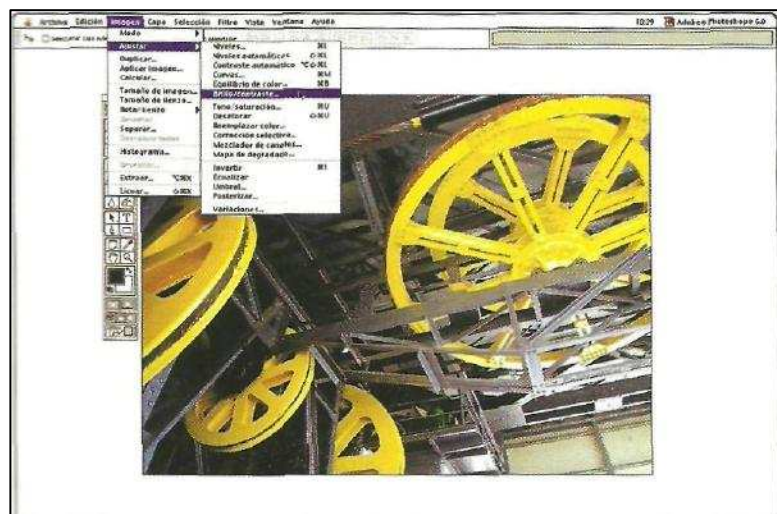 Archivo Edición Imagen Capa Selección Filtro Vista Ventana Ayuda 10:29 Adobe® Photoshop® 6.0
Modo
Ajustar
Duplicar...
Aplicar imagen...
Calcular...
Tamaño de imagen...
Tamaño de lienzo...
Rotar lienzo
Separar...
Histograma...
Extraer... ⌥⌘X
Licuar... ⇧⌘X
Niveles... ⌘L
Niveles automáticos ⇧⌘L
Contraste automático ⌥⇧⌘L
Curvas... ⌘M
Equilibrio de color... ⌘B
Brillo/contraste...
Tono/saturación... ⌘U
Desaturar ⇧⌘U
Reemplazar color...
Corrección selectiva...
Mezclador de canales...
Mapa de degradado...
Invertir ⌘I
Ecualizar
Umbral...
Posterizar...
Variaciones...